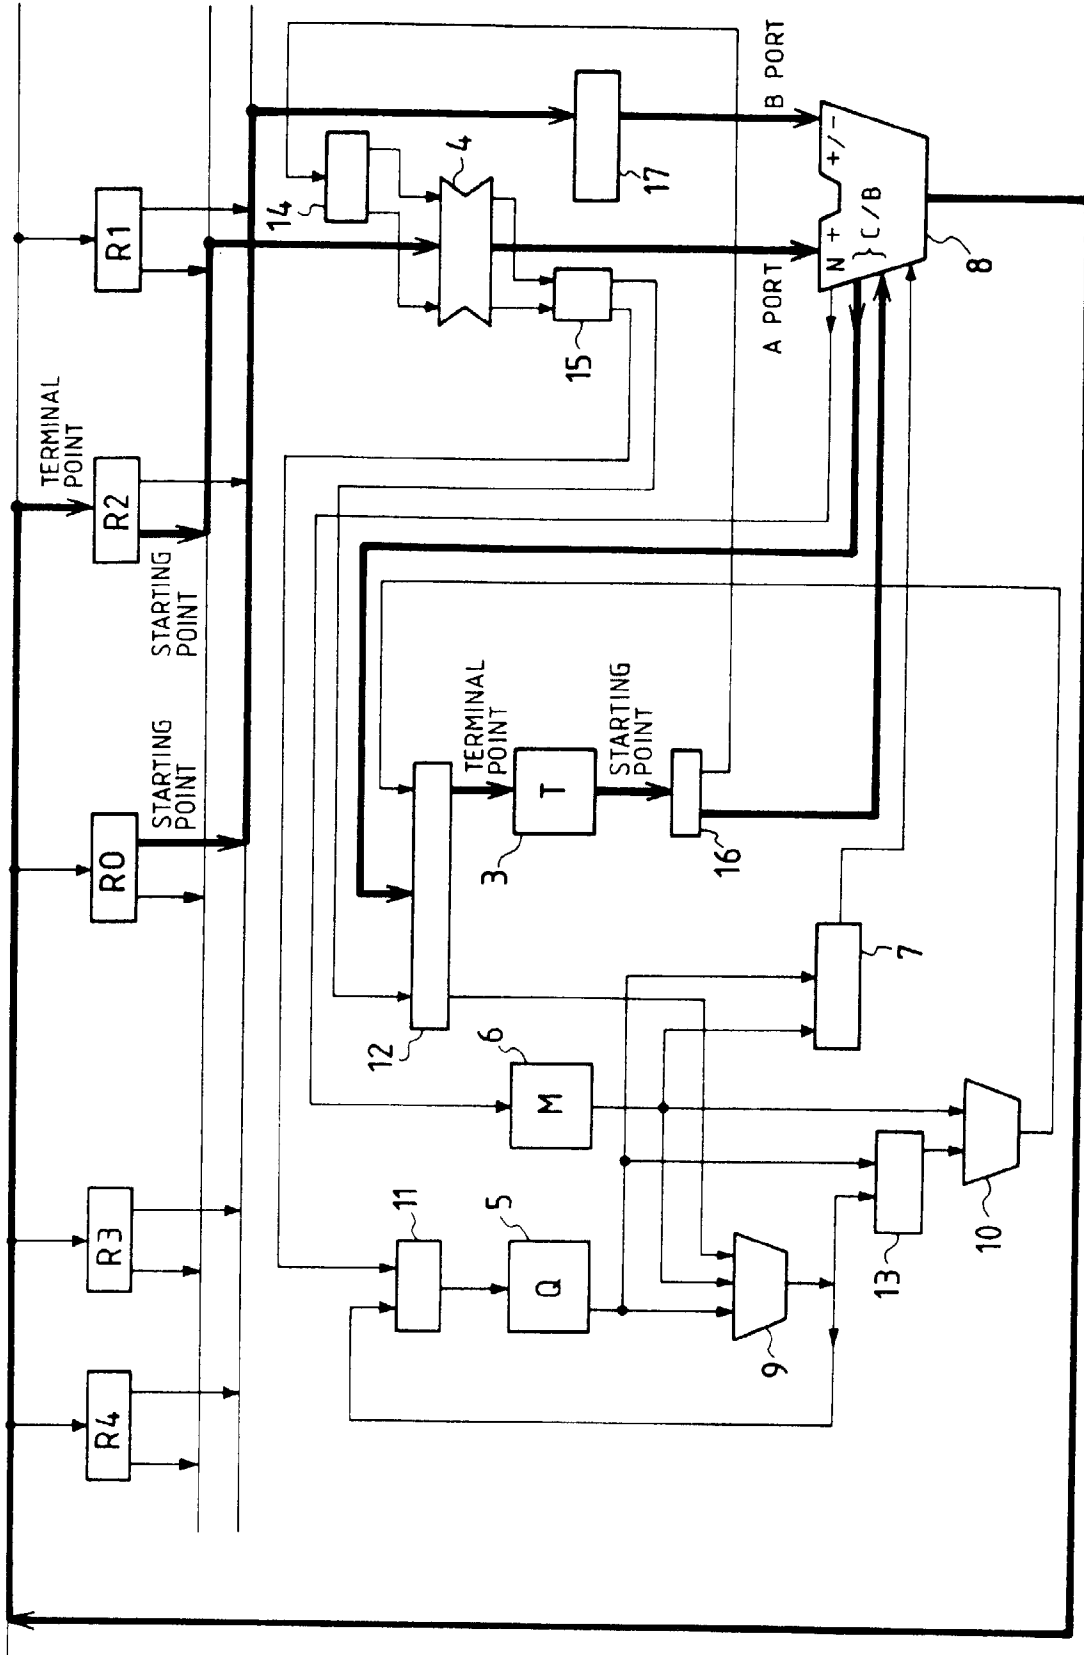 R4
R3
R0
R2
R1
TERMINAL
POINT
STARTING
POINT
STARTING
POINT
14
4
11
12
15
17
5
Q
6
M
TERMINAL
POINT
3
T
STARTING
POINT
16
A PORT
B PORT
9
7
N + +/-
} C/B
8
13
10